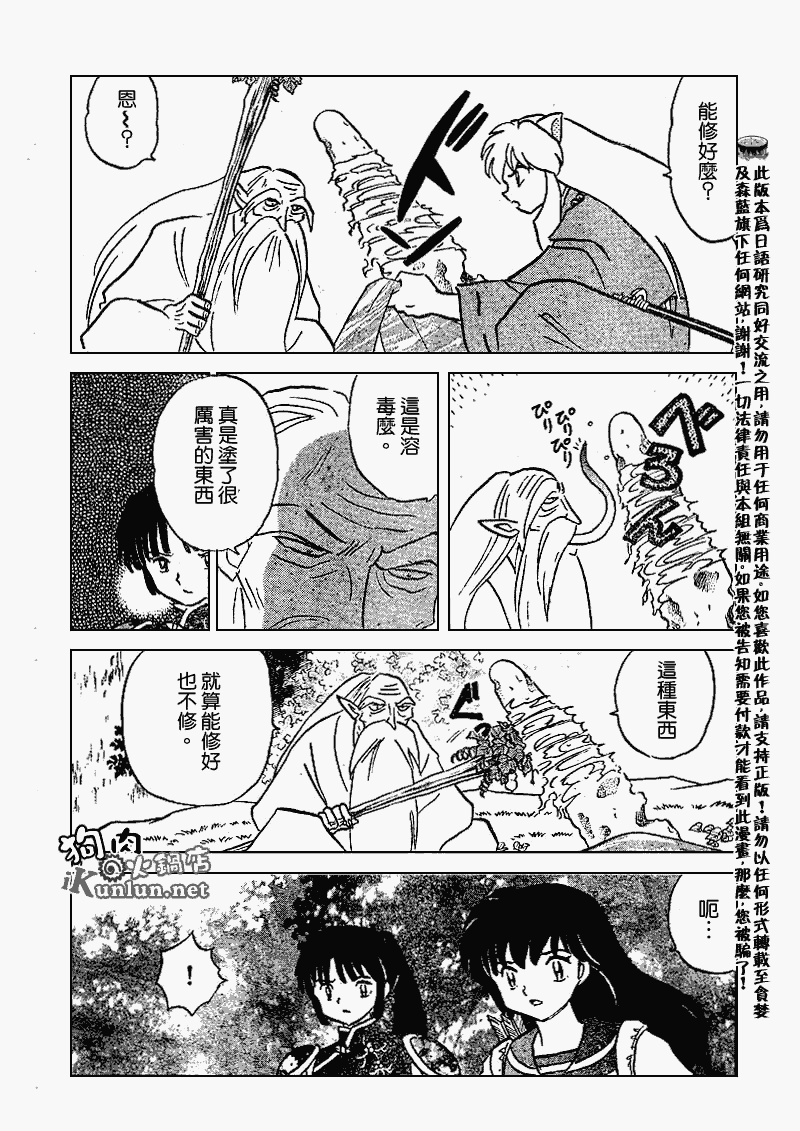 能修好麼?
恩~?
ドン
べろん
ぴり
ぴり
ぴり
這是溶
毒麼。
真是塗了很
厲害的東西
這種東西
就算能修好
也不修。
ぐっ
呃…
!
此版本爲日語研究同好交流之用,請勿用于任何商業用途。如您喜歡此作品,請支持正版!請勿以任何形式轉載至貪婪
及森藍旗下任何網站,謝謝!一切法律責任與本組無關。如果您被告知需要付款才能看到此漫畫,那麼,您被騙了!
狗肉
火鍋店
iKunlun.net